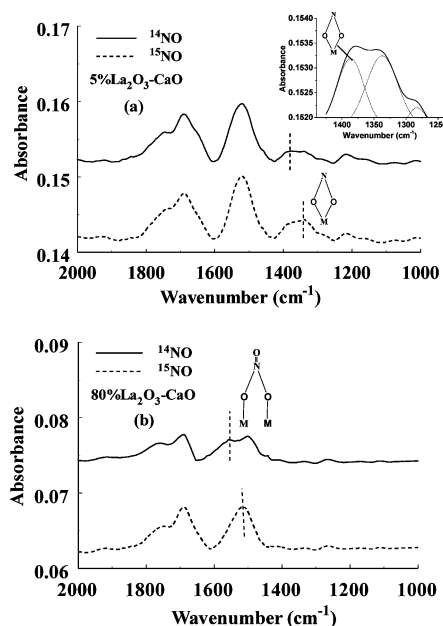 ¹⁴NO
¹⁵NO
5%La₂O₃-CaO
(a)
N
O O
M
0.1540
0.1535
0.1530
0.1525
0.1520
Absorbance
1400 1350 1300 125
Wavenumber (cm⁻¹)
N
O O
M
0.17
0.16
0.15
0.14
Absorbance
2000 1800 1600 1400 1200 1000
Wavenumber (cm⁻¹)
¹⁴NO
¹⁵NO
80%La₂O₃-CaO
(b)
O
N
O O
M M
0.09
0.08
0.07
0.06
Absorbance
2000 1800 1600 1400 1200 1000
Wavenumber (cm⁻¹)